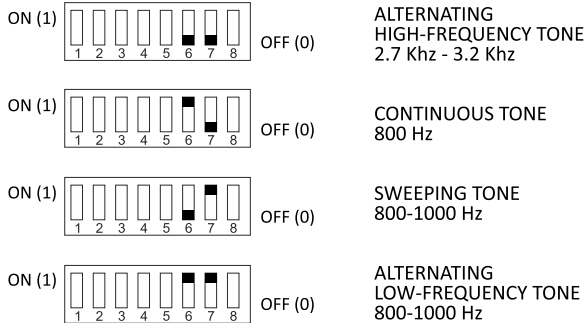 ON (1)
1 2 3 4 5 6 7 8
OFF (0)
ALTERNATING
HIGH-FREQUENCY TONE
2.7 Khz - 3.2 Khz
ON (1)
1 2 3 4 5 6 7 8
OFF (0)
CONTINUOUS TONE
800 Hz
ON (1)
1 2 3 4 5 6 7 8
OFF (0)
SWEEPING TONE
800-1000 Hz
ON (1)
1 2 3 4 5 6 7 8
OFF (0)
ALTERNATING
LOW-FREQUENCY TONE
800-1000 Hz